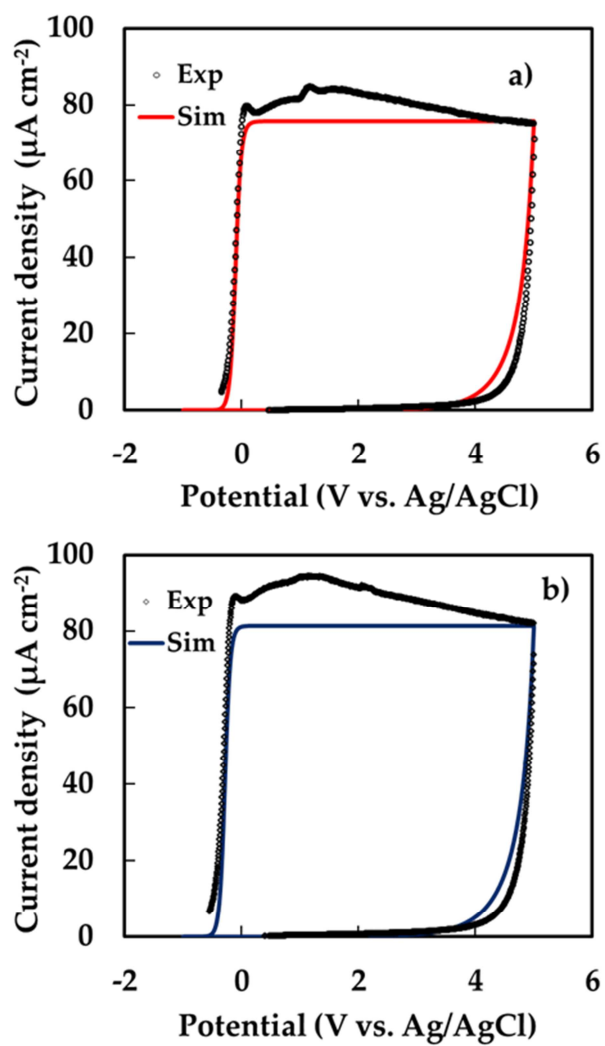 100
a)
Exp
80
Sim
60
40
20
0
-2 0 2 4 6
Current density (µA cm-2)
Potential (V vs. Ag/AgCl)
100
b)
Exp
80
Sim
60
40
20
0
-2 0 2 4 6
Current density (µA cm-2)
Potential (V vs. Ag/AgCl)